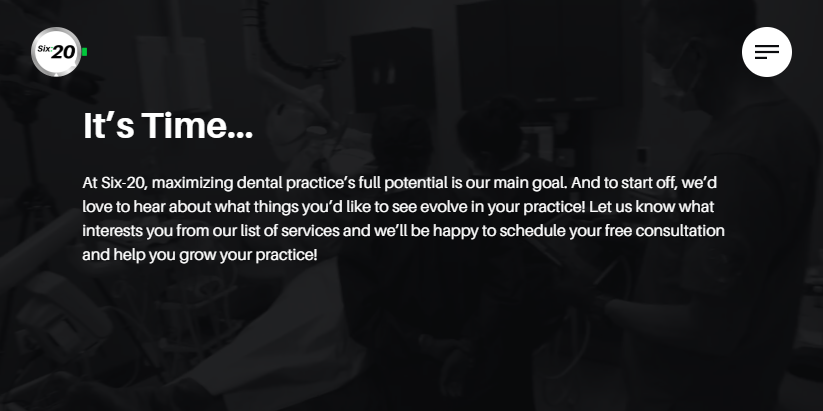 Six:20
It’s Time...
At Six-20, maximizing dental practice’s full potential is our main goal. And to start off, we’d
love to hear about what things you’d like to see evolve in your practice! Let us know what
interests you from our list of services and we’ll be happy to schedule your free consultation
and help you grow your practice!